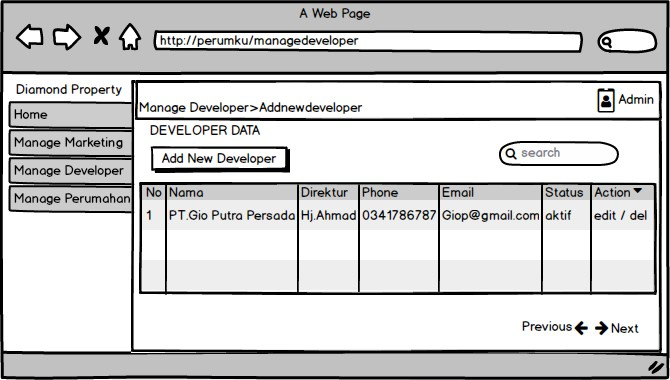 A Web Page
http://perumku/managedeveloper
Diamond Property
Home
Manage Marketing
Manage Developer
Manage Perumahan
Manage Developer>Addnewdeveloper
Admin
DEVELOPER DATA
Add New Developer
search
No Nama Direktur Phone Email Status Action
1 PT.Gio Putra Persada Hj.Ahmad 0341786787 Giop@gmail.com aktif edit / del
Previous Next